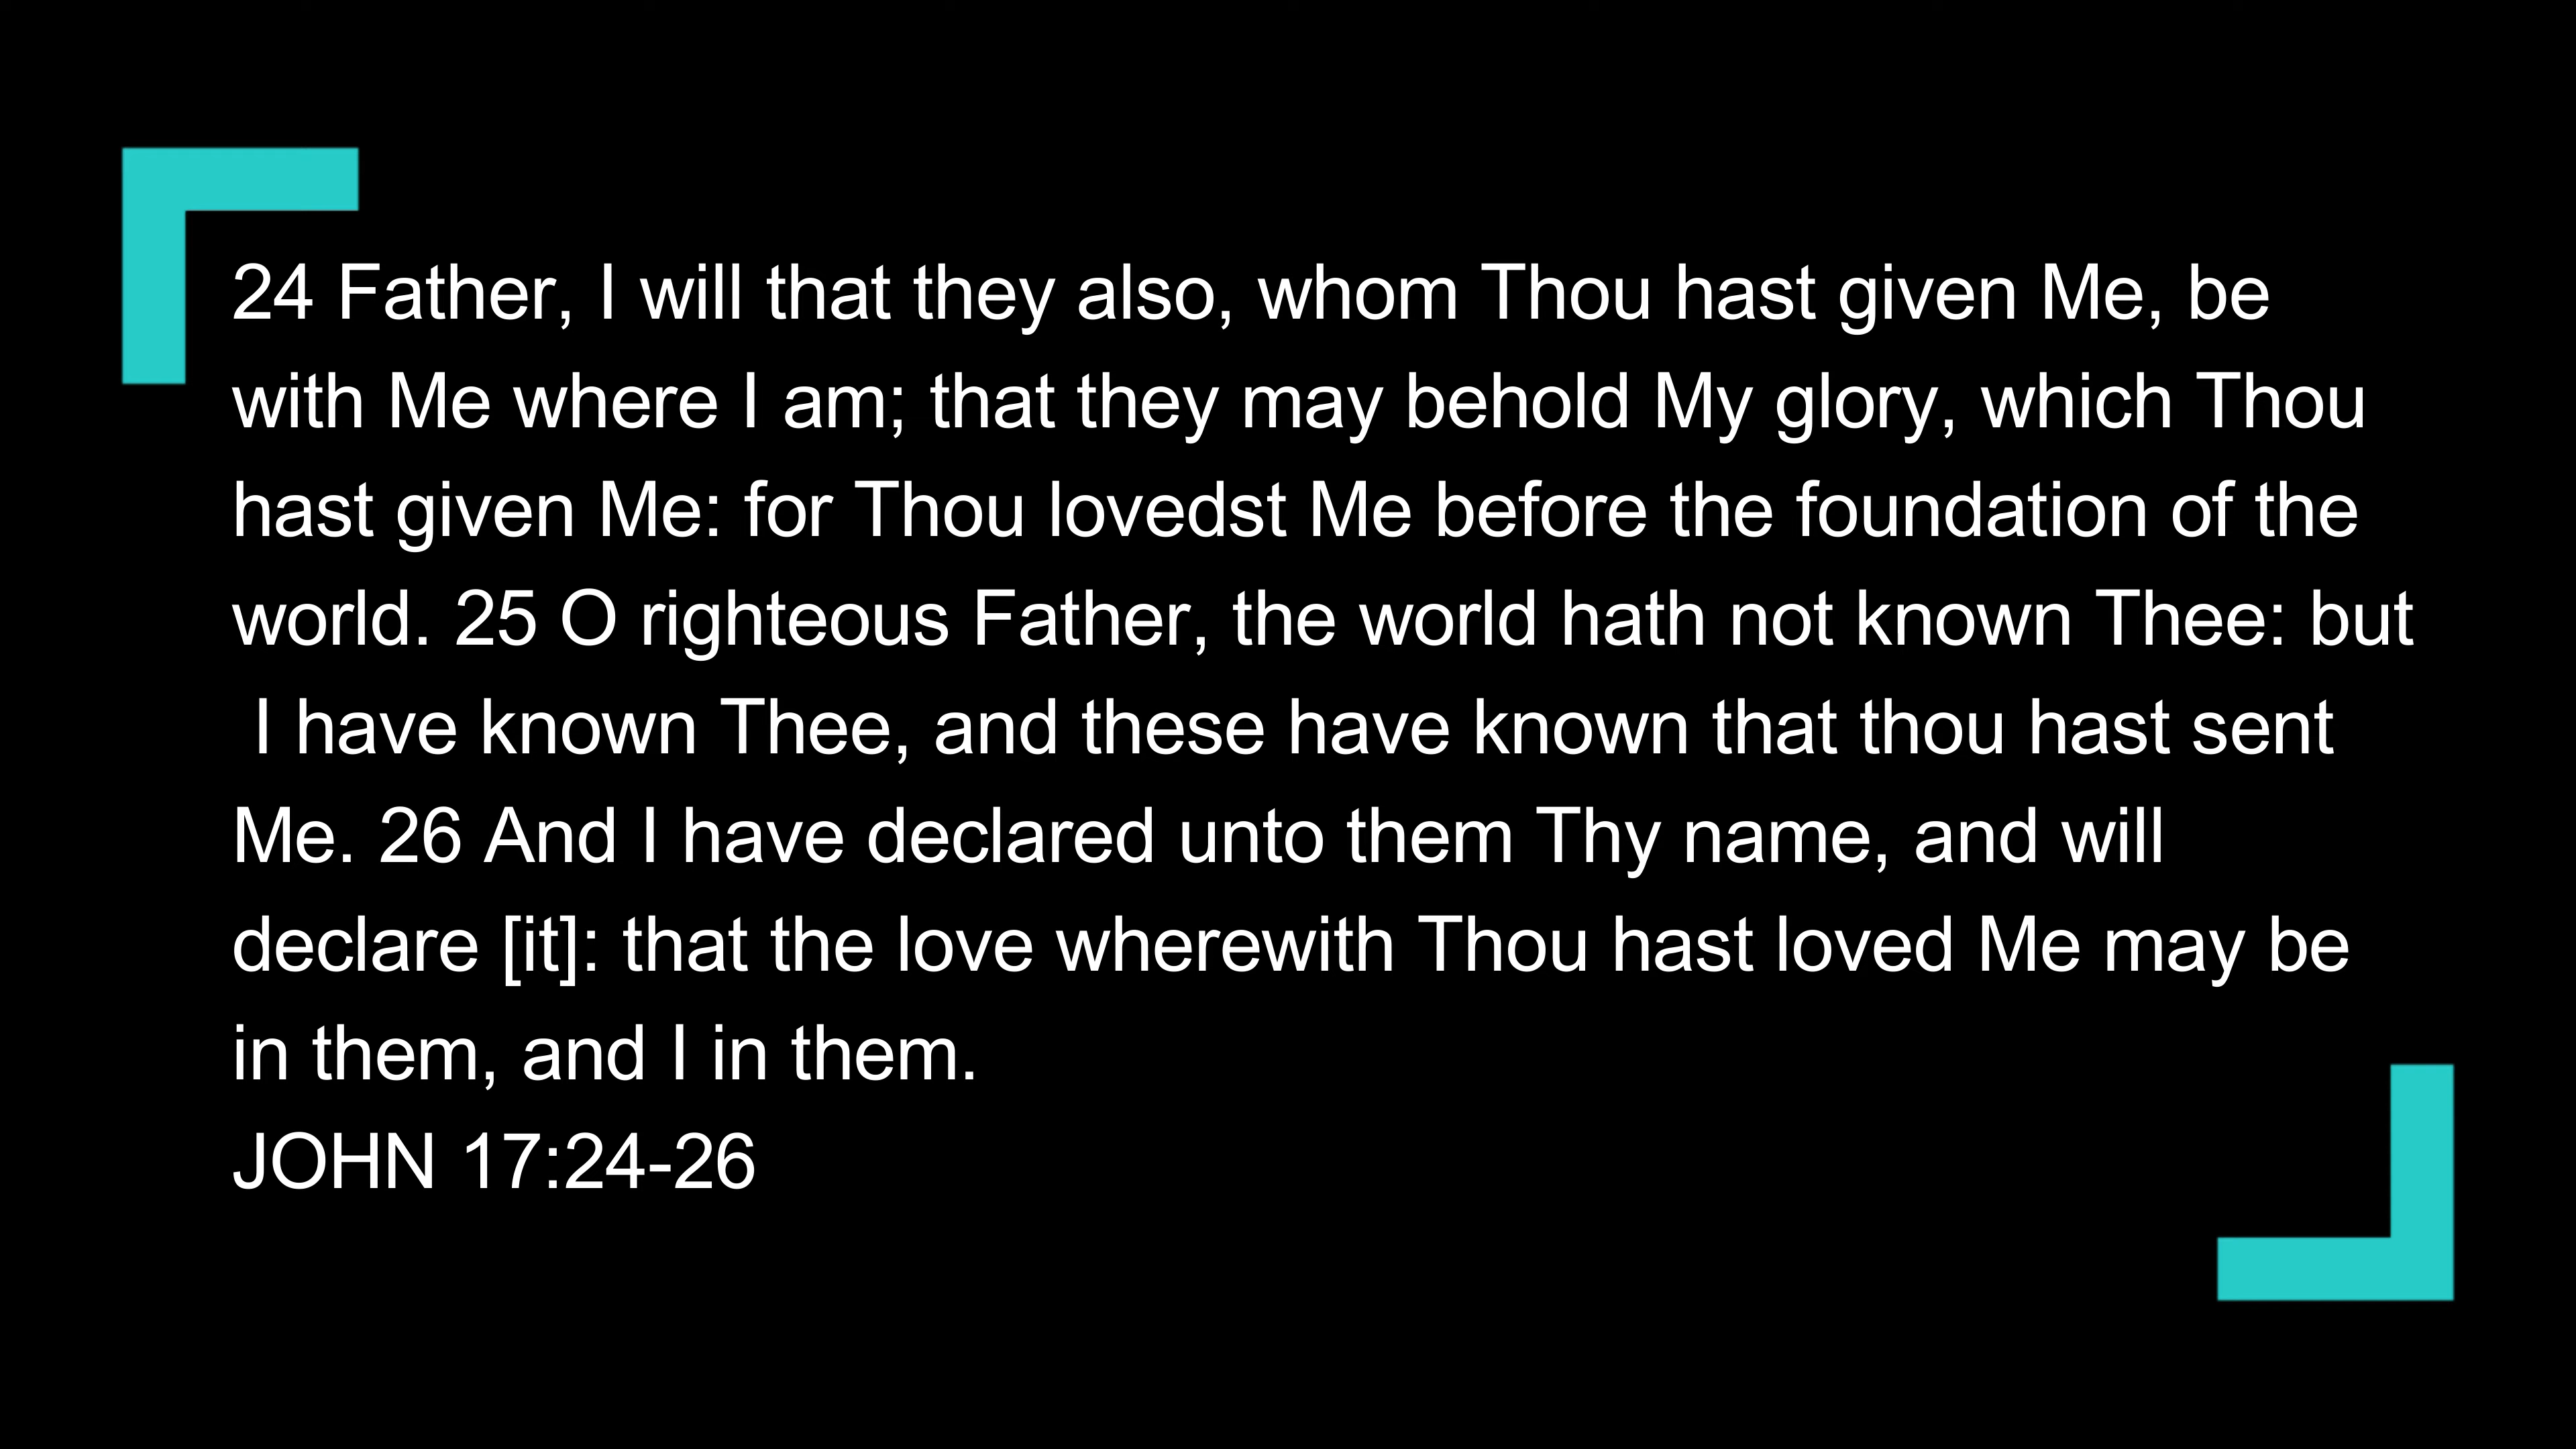 24 Father, I will that they also, whom Thou hast given Me, be
with Me where I am; that they may behold My glory, which Thou
hast given Me: for Thou lovedst Me before the foundation of the
world. 25 O righteous Father, the world hath not known Thee: but
I have known Thee, and these have known that thou hast sent
Me. 26 And I have declared unto them Thy name, and will
declare [it]: that the love wherewith Thou hast loved Me may be
in them, and I in them.
JOHN 17:24-26